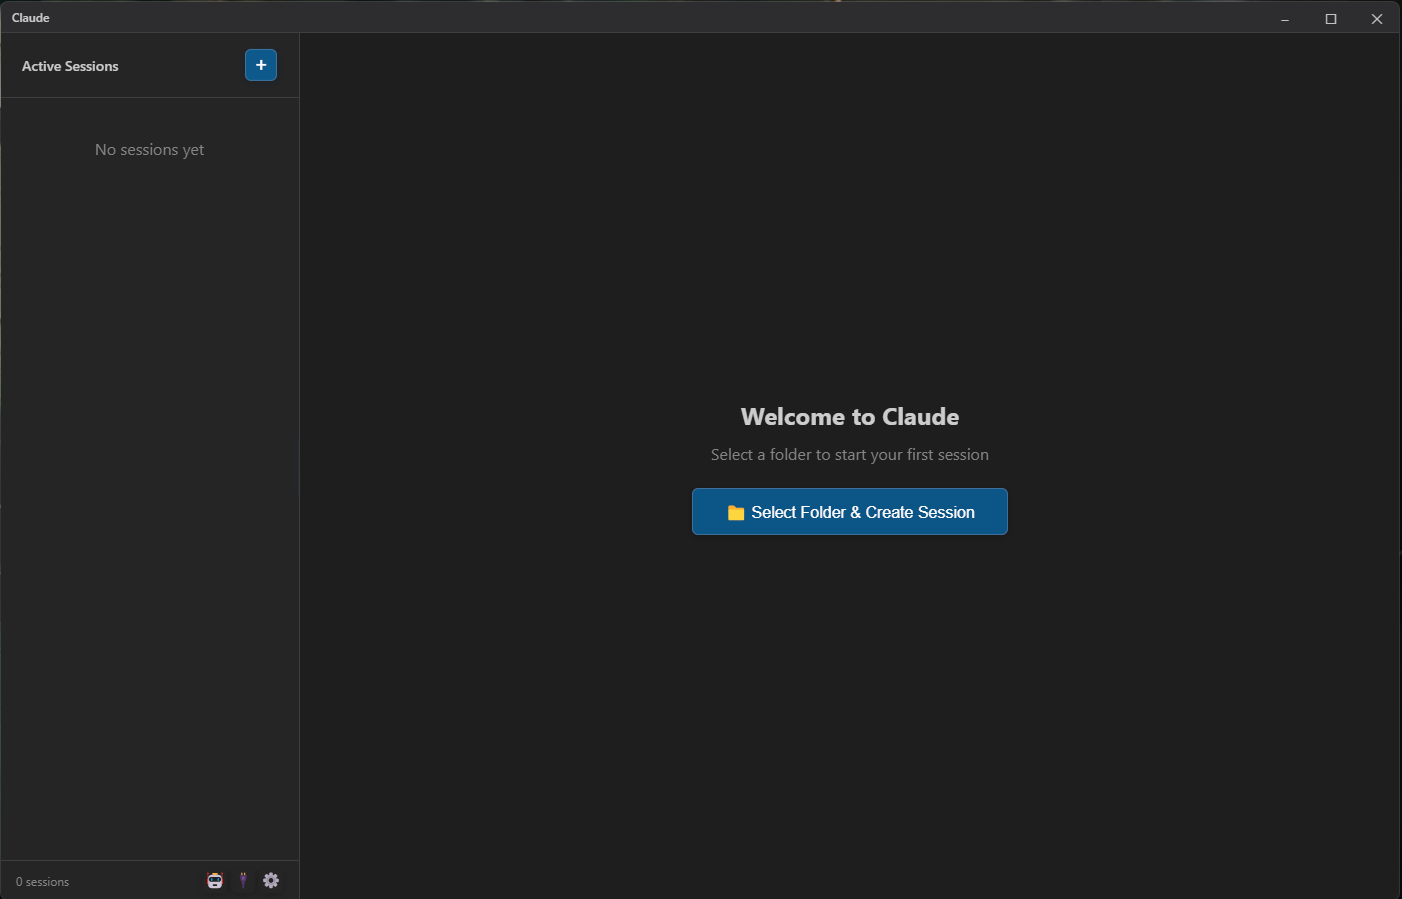 Claude
Active Sessions
+
No sessions yet
Welcome to Claude
Select a folder to start your first session
Select Folder & Create Session
0 sessions